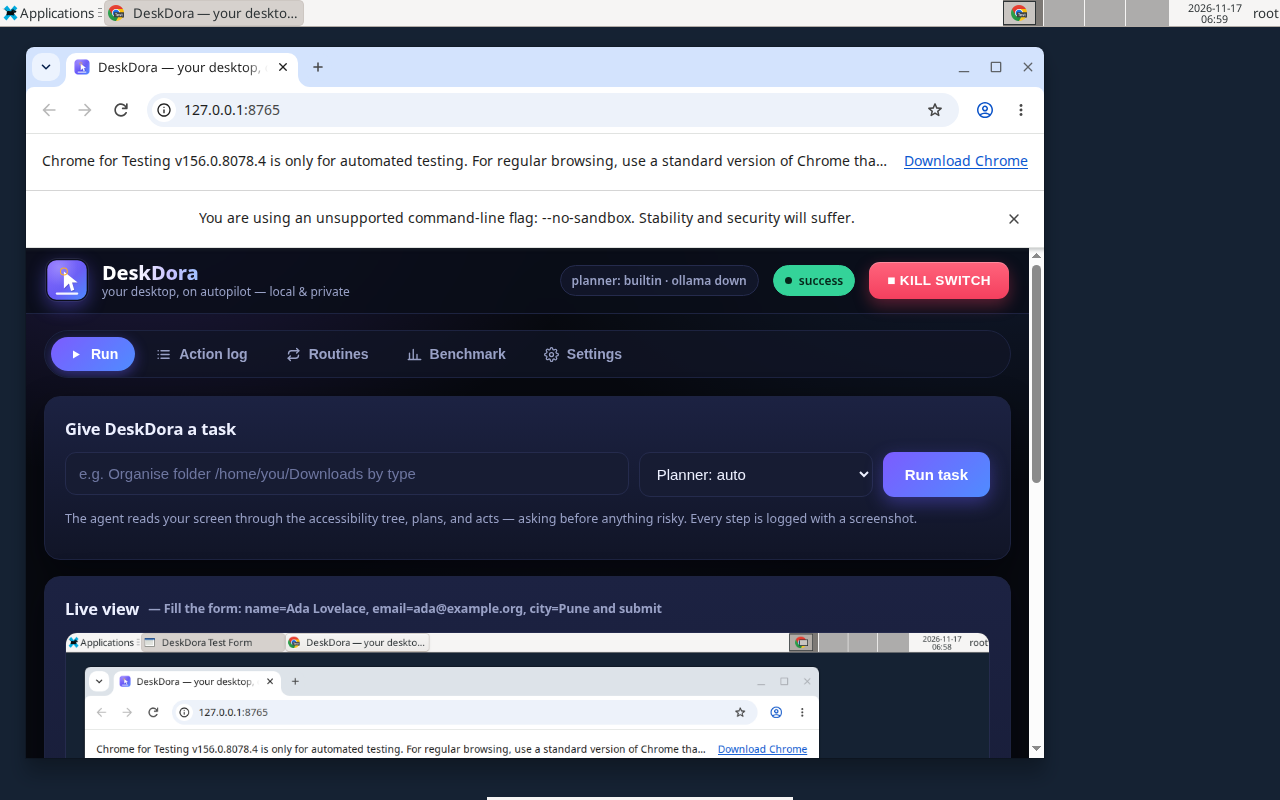 Applications
DeskDora — your deskto...
2026-11-17
06:59
root
DeskDora — your desktop,
127.0.0.1:8765
Chrome for Testing v156.0.8078.4 is only for automated testing. For regular browsing, use a standard version of Chrome tha... Download Chrome
You are using an unsupported command-line flag: --no-sandbox. Stability and security will suffer.
DeskDora
your desktop, on autopilot — local & private
planner: builtin · ollama down
success
KILL SWITCH
Run
Action log
Routines
Benchmark
Settings
Give DeskDora a task
e.g. Organise folder /home/you/Downloads by type
Planner: auto
Run task
The agent reads your screen through the accessibility tree, plans, and acts — asking before anything risky. Every step is logged with a screenshot.
Live view — Fill the form: name=Ada Lovelace, email=ada@example.org, city=Pune and submit
Applications
DeskDora Test Form
DeskDora — your deskto...
2026-11-17
06:58
root
DeskDora — your desktop,
127.0.0.1:8765
Chrome for Testing v156.0.8078.4 is only for automated testing. For regular browsing, use a standard version of Chrome tha... Download Chrome